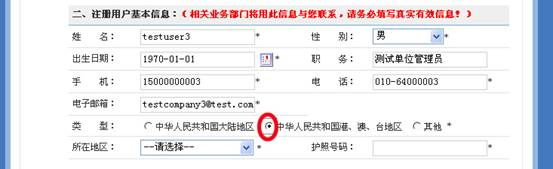 二、注册用户基本信息：（相关业务部门将用此信息与您联系，请务必填写真实有效信息！）
姓 名： testuser3 * 性 别： 男 *
出生日期： 1970-01-01 * 职 务： 测试单位管理员
手 机： 15000000003 * 电 话： 010-64000003 *
电子邮箱： testcompany3@test.com *
类 型： 中华人民共和国大陆地区 中华人民共和国港、澳、台地区 其他 *
所在地区： --请选择-- * 护照号码： *